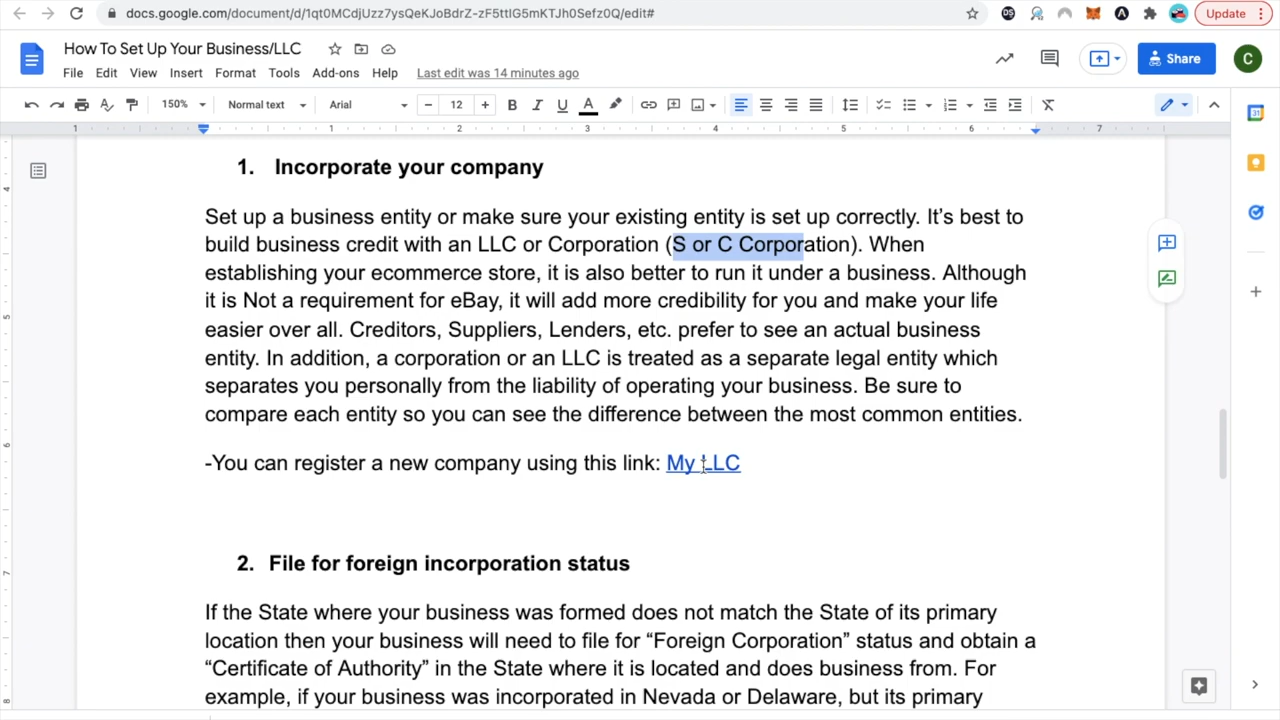 docs.google.com/document/d/1qt0MCdjUzz7ysQeKJoBdrZ-zF5ttIG5mKTJh0Sefz0Q/edit#
Update
How To Set Up Your Business/LLC
File Edit View Insert Format Tools Add-ons Help Last edit was 14 minutes ago
Share
C
150% Normal text Arial 12
1 1 2 3 4 5 6 7
1. Incorporate your company
Set up a business entity or make sure your existing entity is set up correctly. It’s best to
build business credit with an LLC or Corporation (S or C Corporation). When
establishing your ecommerce store, it is also better to run it under a business. Although
it is Not a requirement for eBay, it will add more credibility for you and make your life
easier over all. Creditors, Suppliers, Lenders, etc. prefer to see an actual business
entity. In addition, a corporation or an LLC is treated as a separate legal entity which
separates you personally from the liability of operating your business. Be sure to
compare each entity so you can see the difference between the most common entities.
-You can register a new company using this link: My LLC
2. File for foreign incorporation status
If the State where your business was formed does not match the State of its primary
location then your business will need to file for “Foreign Corporation” status and obtain a
“Certificate of Authority” in the State where it is located and does business from. For
example, if your business was incorporated in Nevada or Delaware, but its primary